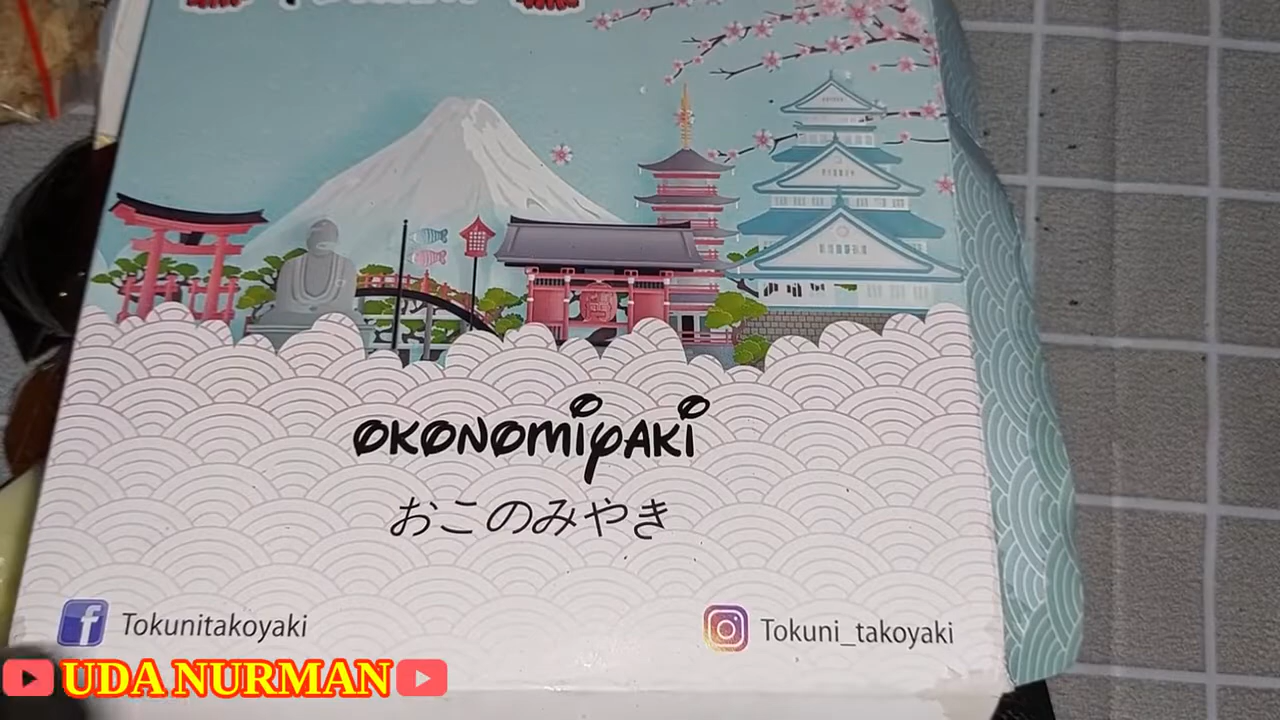 OKONOMiyAKi
おこのみやき
Tokunitakoyaki
Tokuni_takoyaki
UDA NURMAN